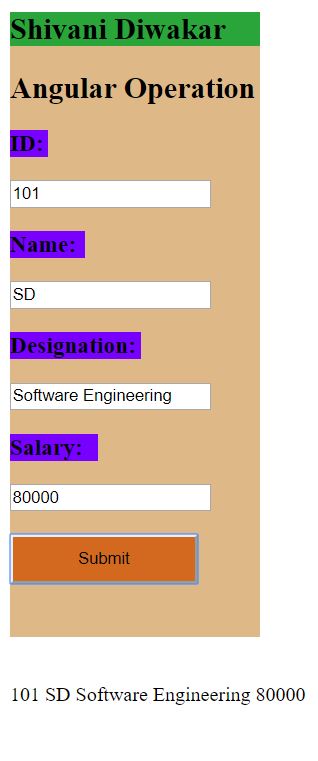 Shivani Diwakar
Angular Operation
ID:
101
Name:
SD
Designation:
Software Engineering
Salary:
80000
Submit
101 SD Software Engineering 80000